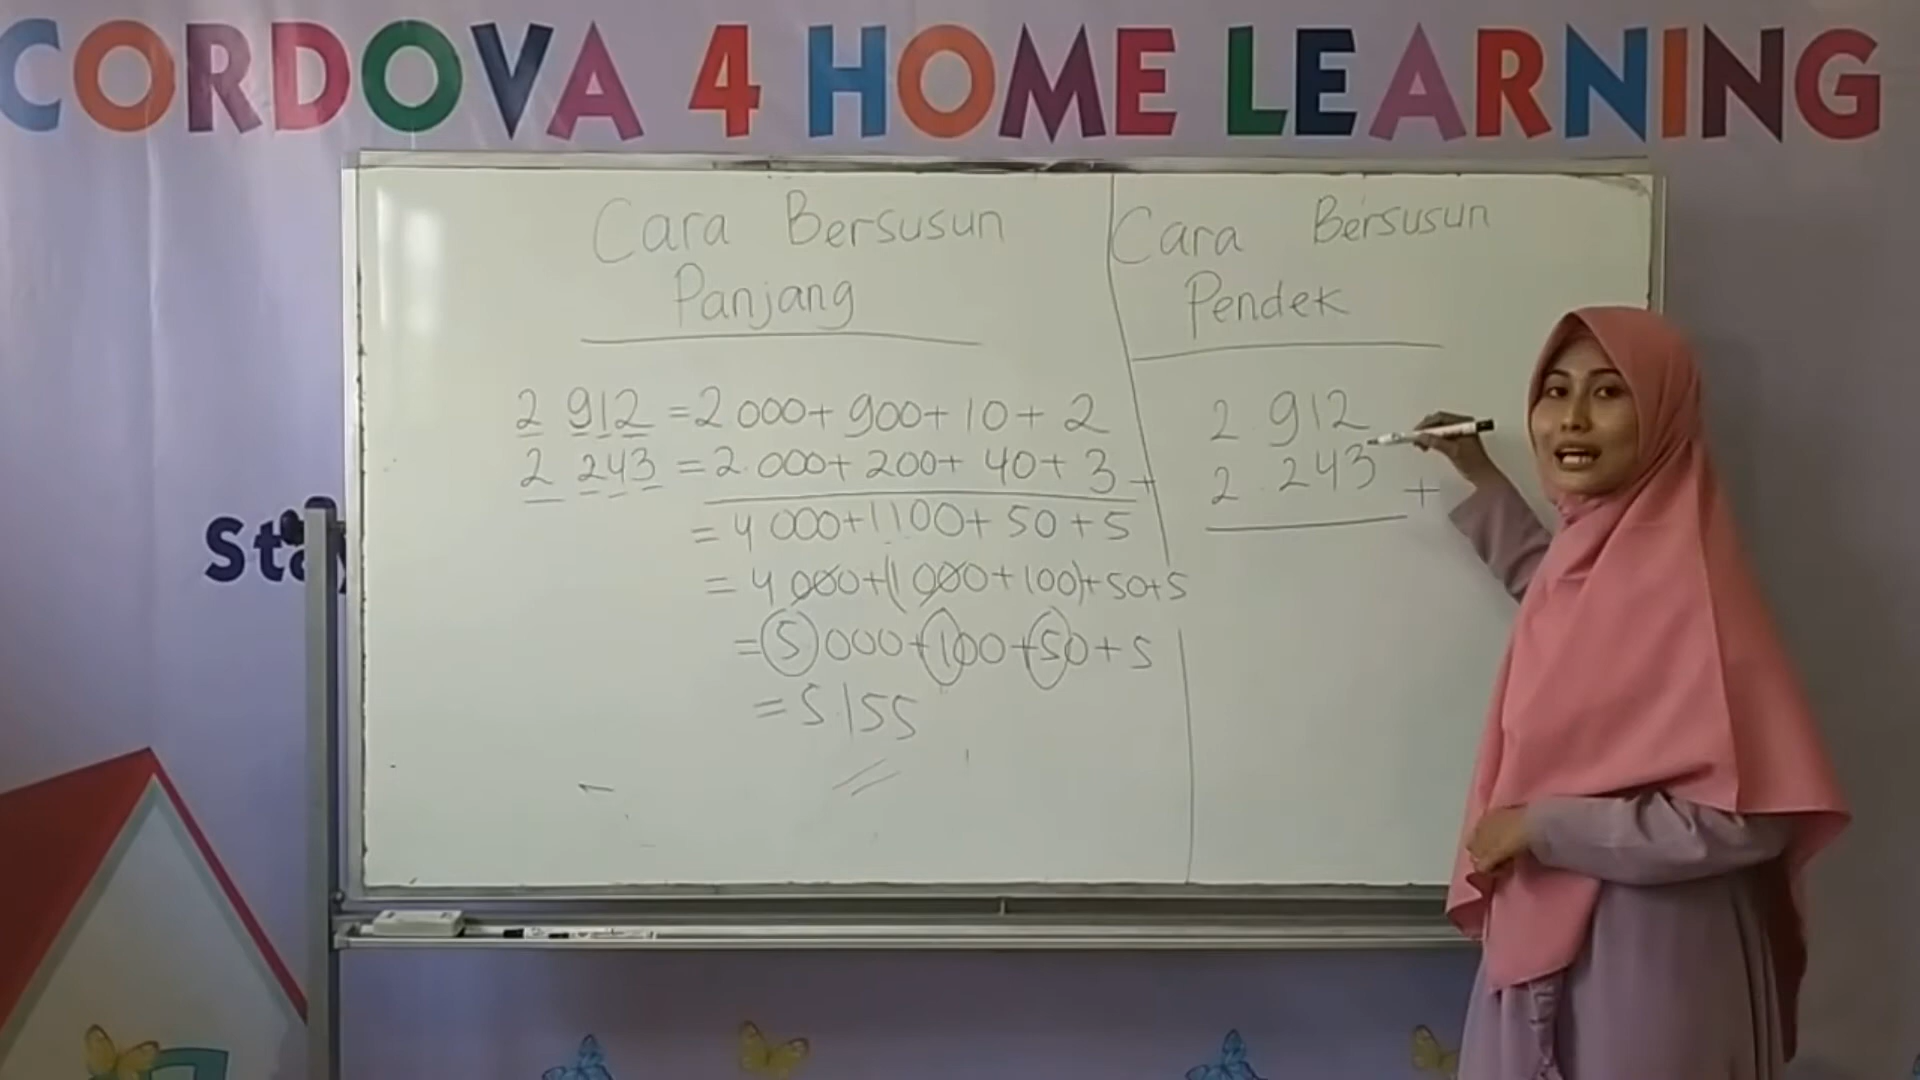 CORDOVA 4 HOME LEARNING
Cara Bersusun
Panjang
2 912 = 2 000 + 900 + 10 + 2
2 243 = 2.000 + 200 + 40 + 3 +
= 4 000 + 1100 + 50 + 5
= 4 000 + (1 000 + 100) + 50 + 5
= 5 000 + 100 + 50 + 5
= 5.155
Cara Bersusun
Pendek
2 912
2.243 +